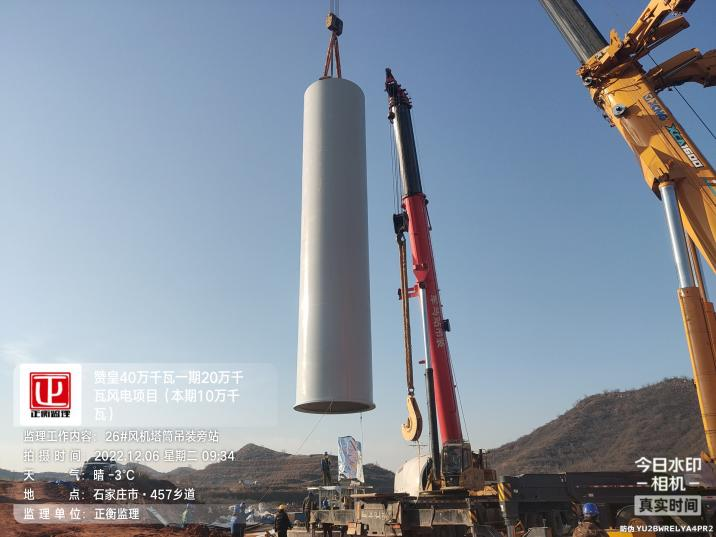 XCMG
XCA1600
赞皇40万千瓦一期20万千
瓦风电项目（本期10万千
瓦）
正衡监理
监理工作内容：26#风机塔筒吊装旁站
拍 摄 时 间：2022.12.06 星期二 09:34
天　　　气：晴 -3℃
地　　　点：石家庄市·457乡道
监 理 单 位：正衡监理
今日水印
相机
真实时间
防伪 YU2BWRELYA4PR2